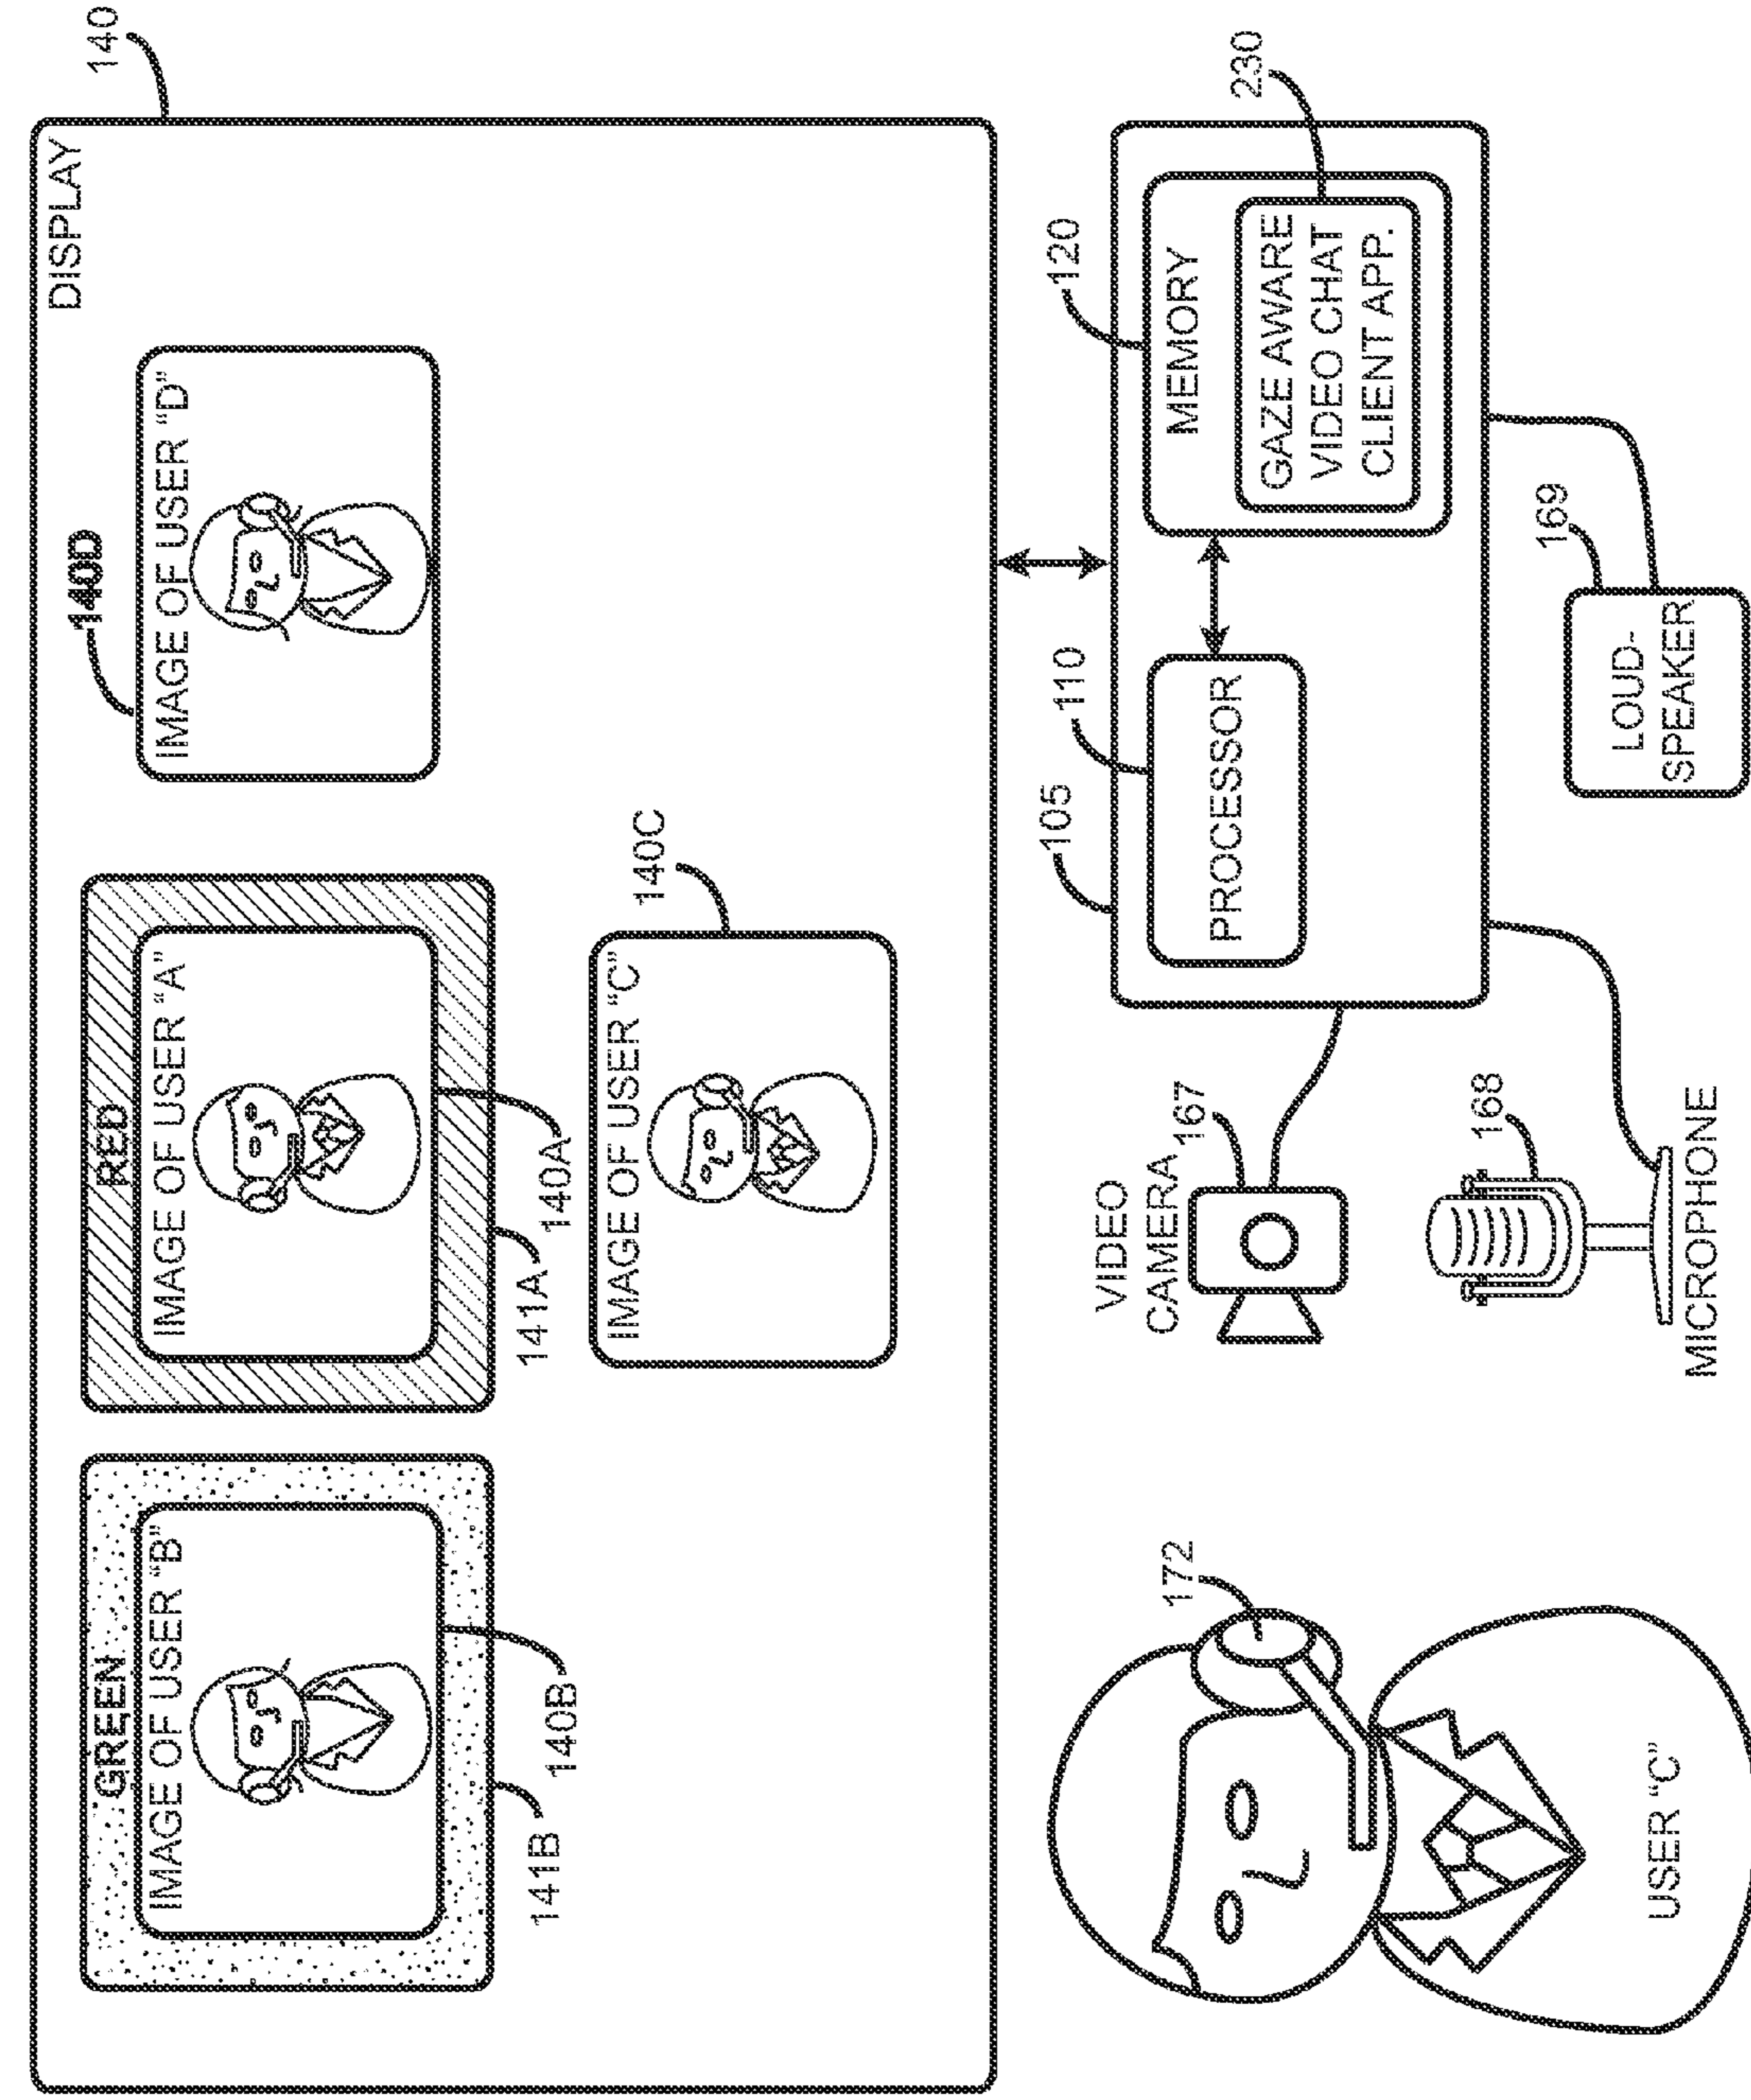 140
DISPLAY
GREEN
IMAGE OF USER "B"
140B
141B
RED
IMAGE OF USER "A"
140A
141A
140D
IMAGE OF USER "D"
140C
IMAGE OF USER "C"
172
USER "C"
VIDEO
CAMERA
167
168
MICROPHONE
105
110
PROCESSOR
120
MEMORY
230
GAZE AWARE
VIDEO CHAT
CLIENT APP.
169
LOUD-
SPEAKER